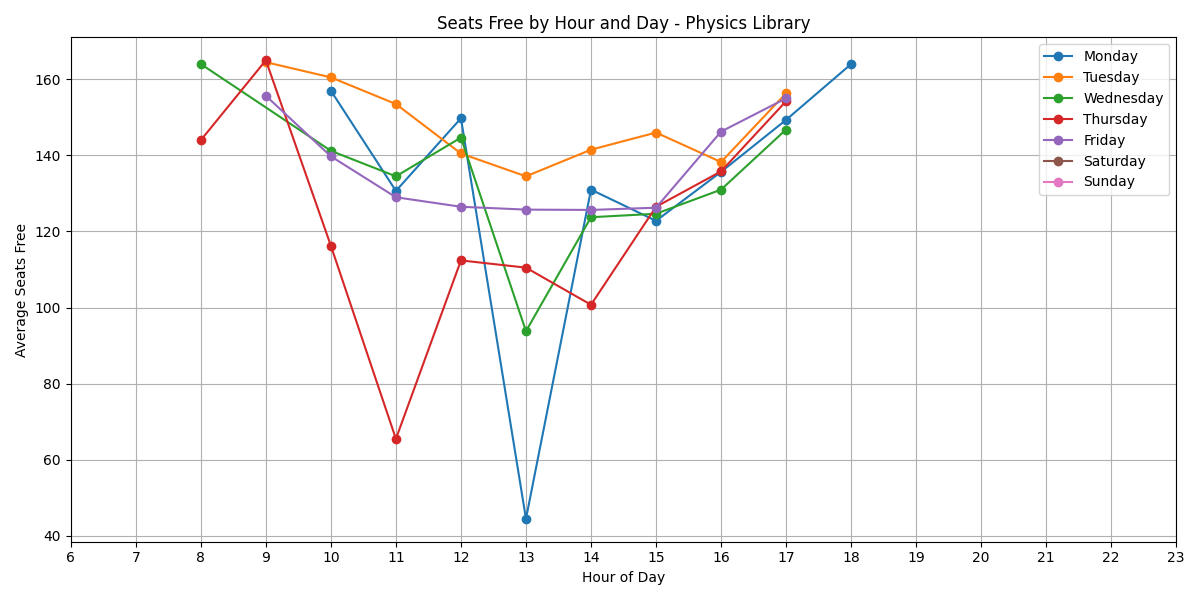 Seats Free by Hour and Day - Physics Library
Monday
Tuesday
Wednesday
Thursday
Friday
Saturday
Sunday
Average Seats Free
160
140
120
100
80
60
40
6 7 8 9 10 11 12 13 14 15 16 17 18 19 20 21 22 23
Hour of Day